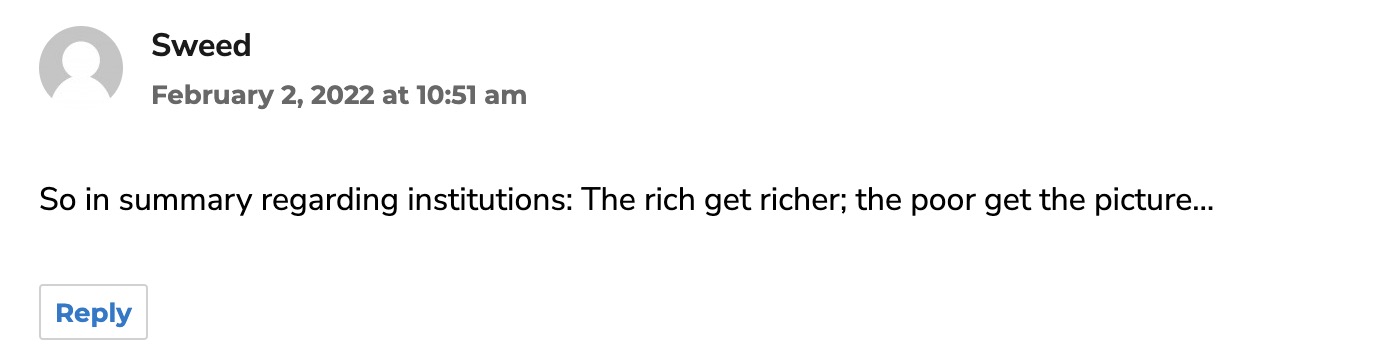 Sweed
February 2, 2022 at 10:51 am
So in summary regarding institutions: The rich get richer; the poor get the picture...
Reply